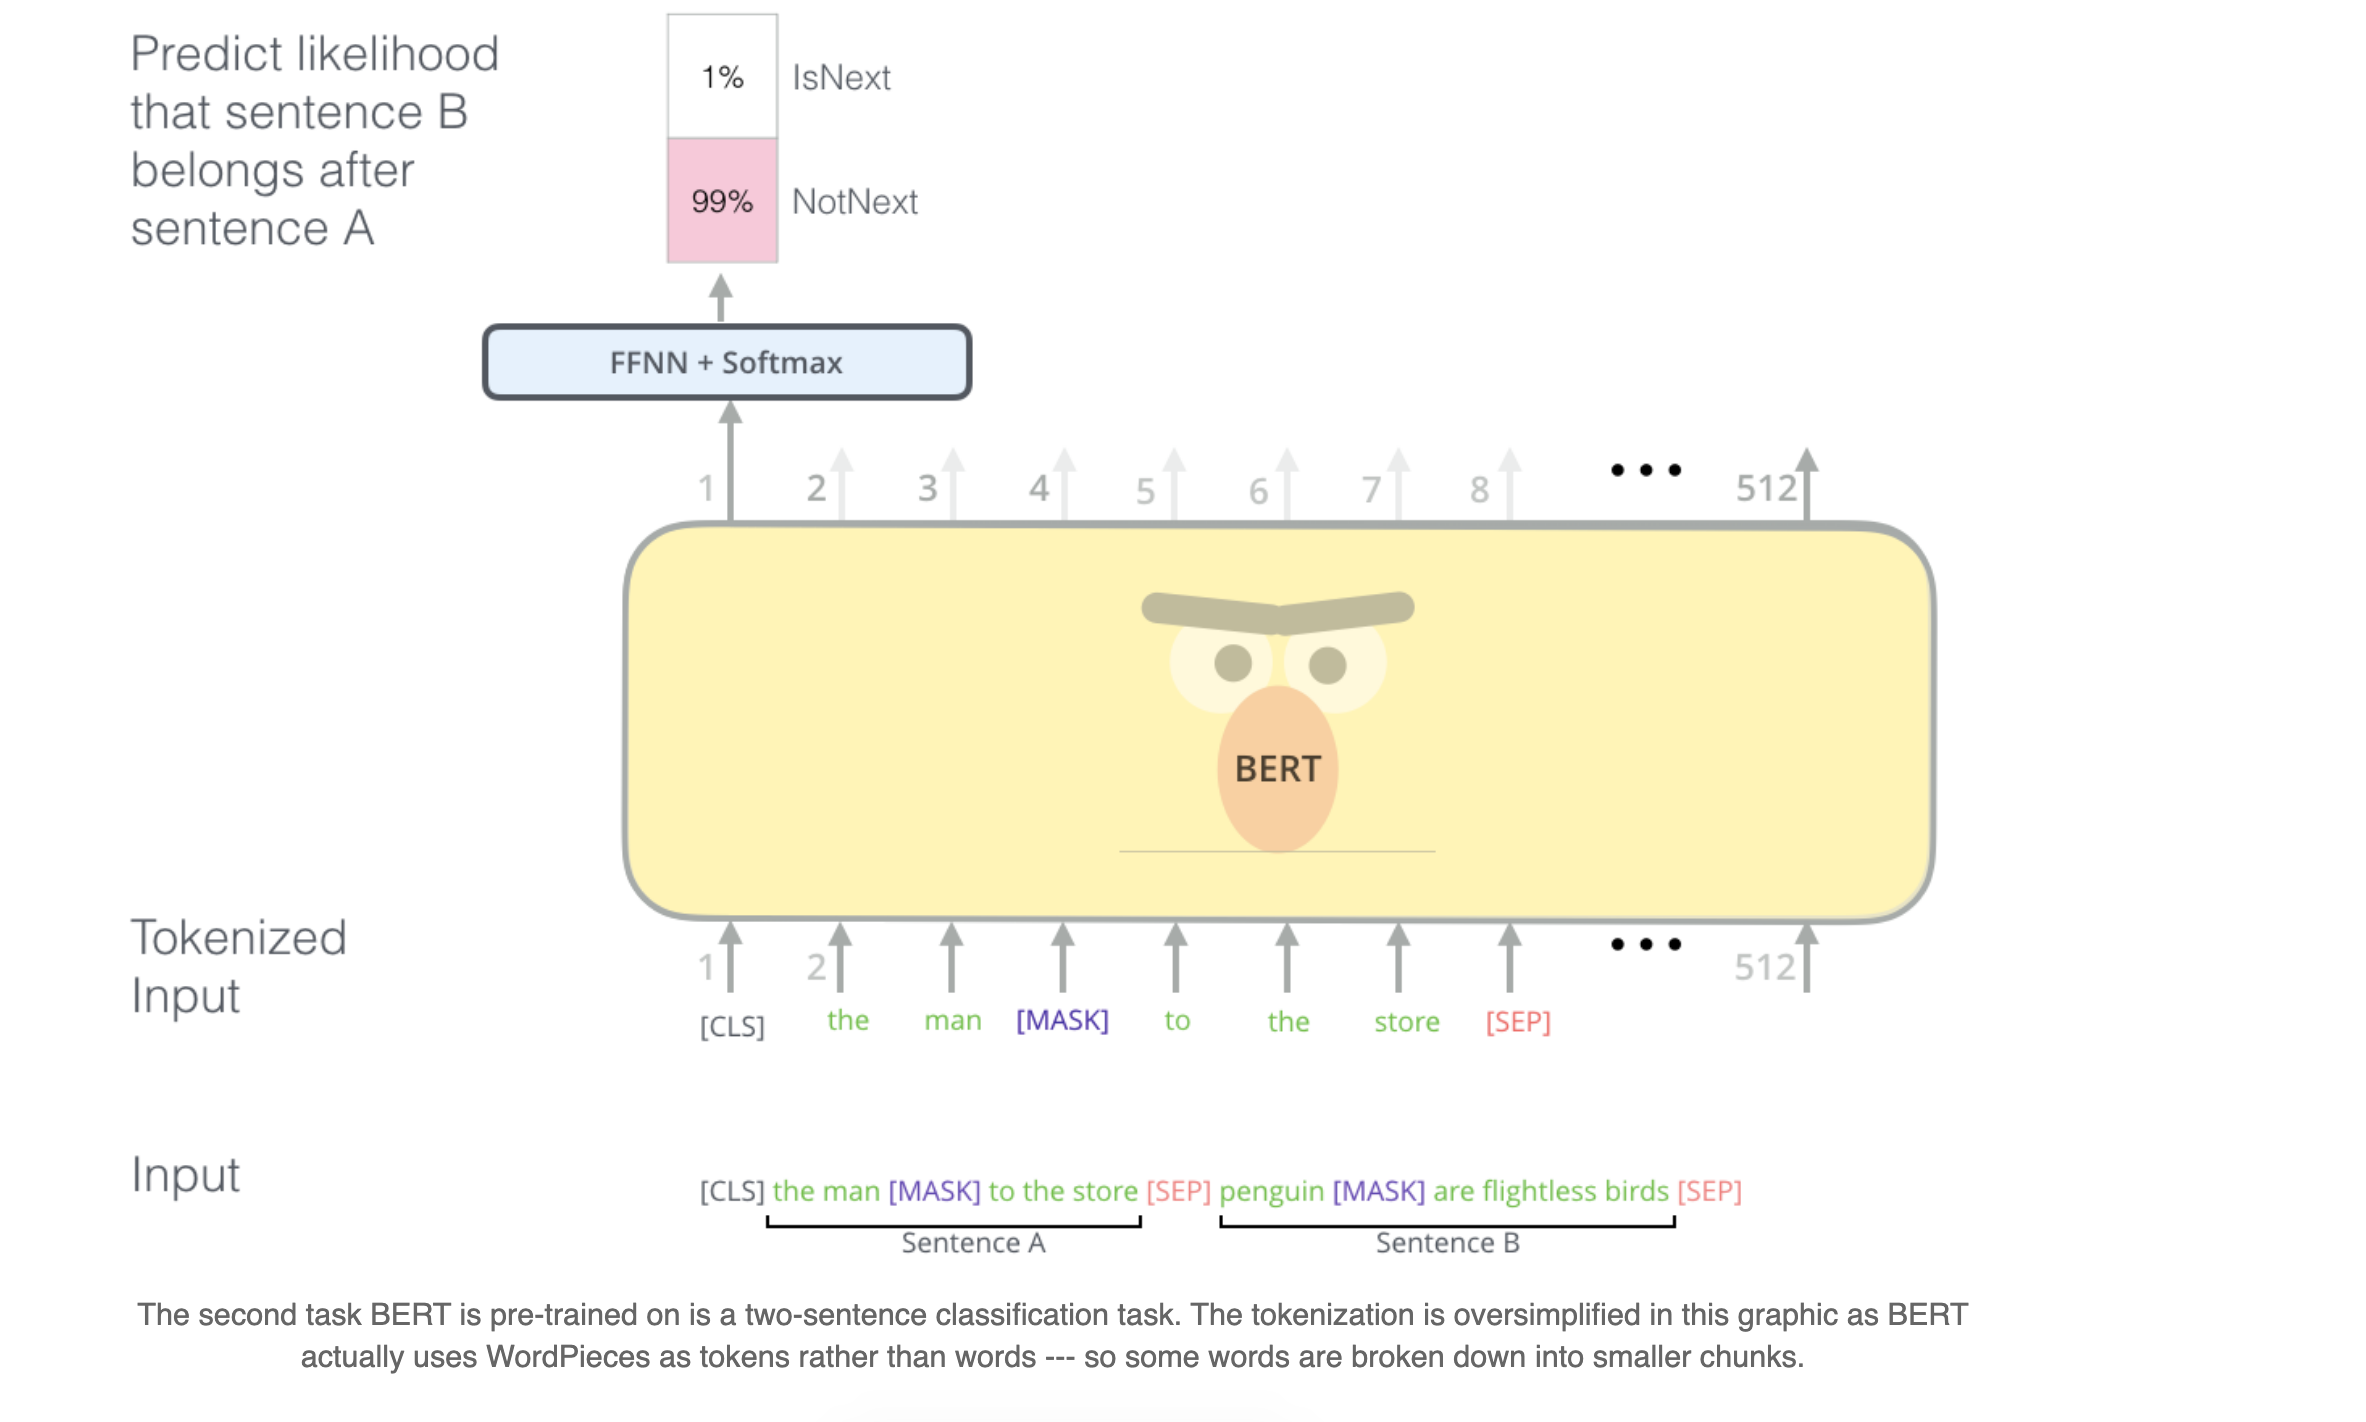 Predict likelihood
that sentence B
belongs after
sentence A
1% IsNext
99% NotNext
FFNN + Softmax
1 2 3 4 5 6 7 8 ••• 512
BERT
Tokenized
Input
1 2 ••• 512
[CLS] the man [MASK] to the store [SEP]
Input
[CLS] the man [MASK] to the store [SEP] penguin [MASK] are flightless birds [SEP]
Sentence A Sentence B
The second task BERT is pre-trained on is a two-sentence classification task. The tokenization is oversimplified in this graphic as BERT
actually uses WordPieces as tokens rather than words --- so some words are broken down into smaller chunks.